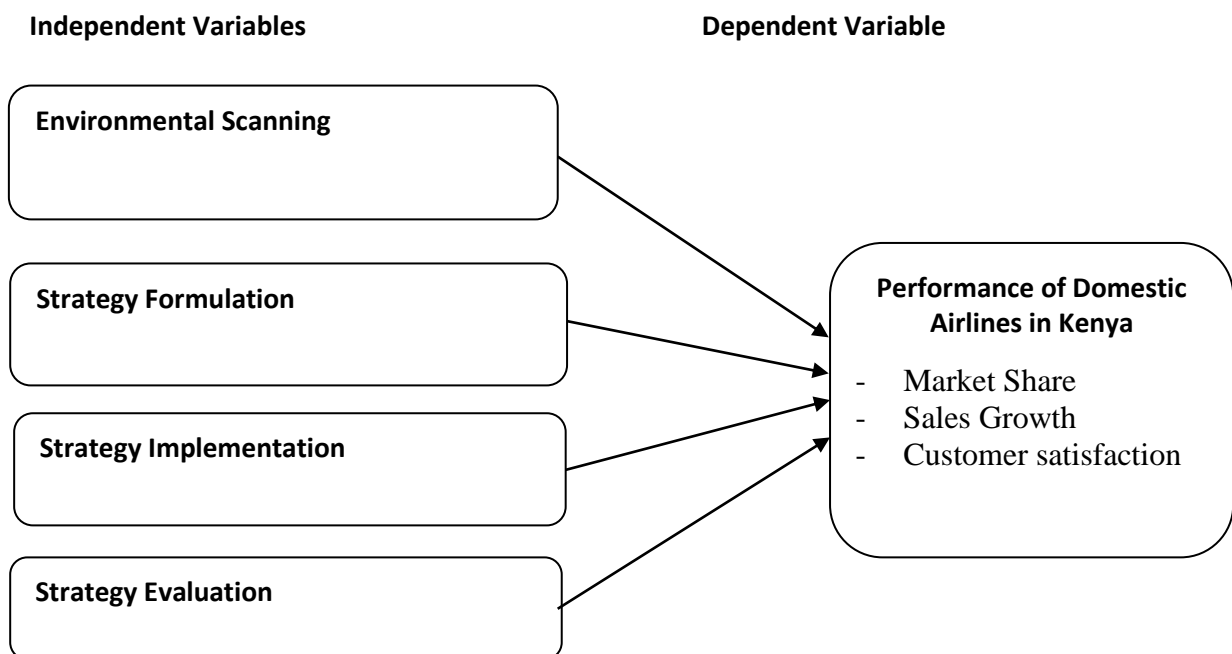 Independent Variables
Dependent Variable
Environmental Scanning
Strategy Formulation
Strategy Implementation
Strategy Evaluation
Performance of Domestic
Airlines in Kenya
- Market Share
- Sales Growth
- Customer satisfaction